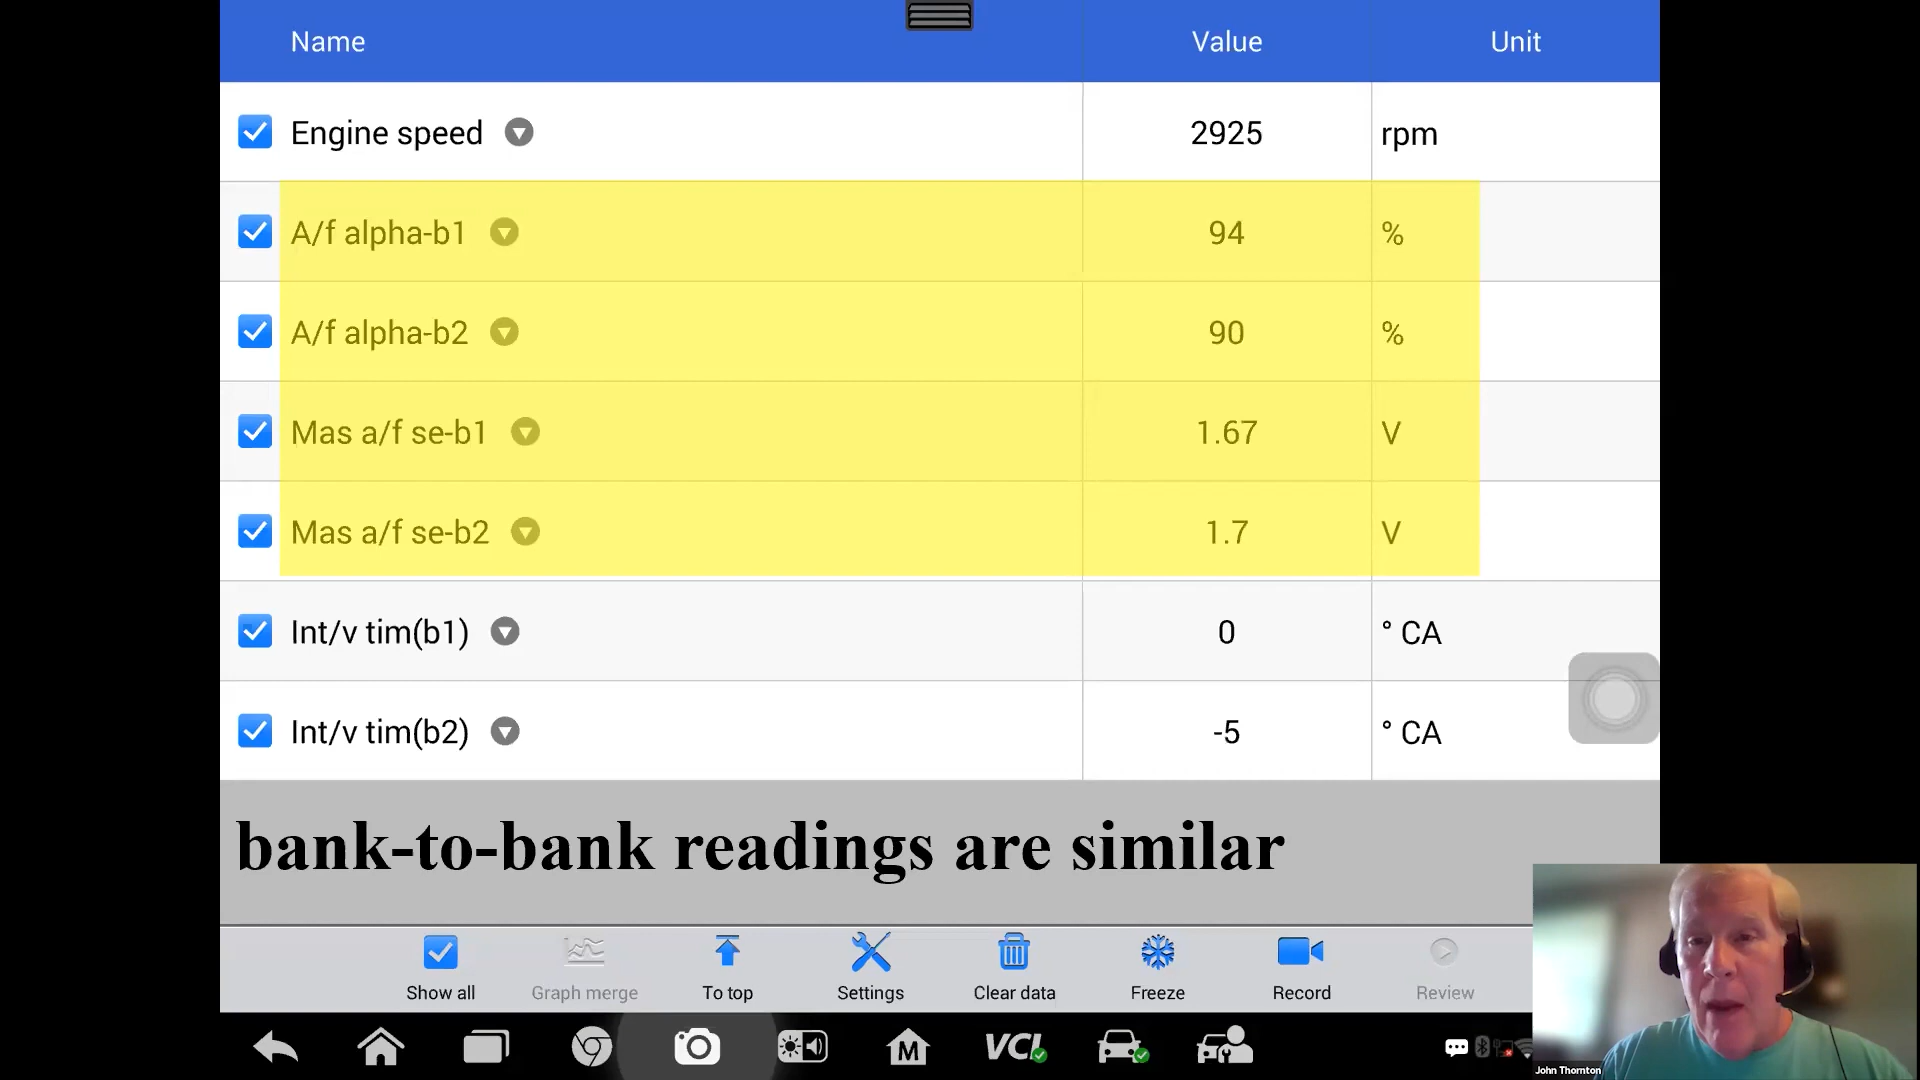 Name Value Unit
Engine speed 2925 rpm
A/f alpha-b1 94 %
A/f alpha-b2 90 %
Mas a/f se-b1 1.67 V
Mas a/f se-b2 1.7 V
Int/v tim(b1) 0 ° CA
Int/v tim(b2) -5 ° CA
bank-to-bank readings are similar
Show all Graph merge To top Settings Clear data Freeze Record Review
M VCI
John Thornton